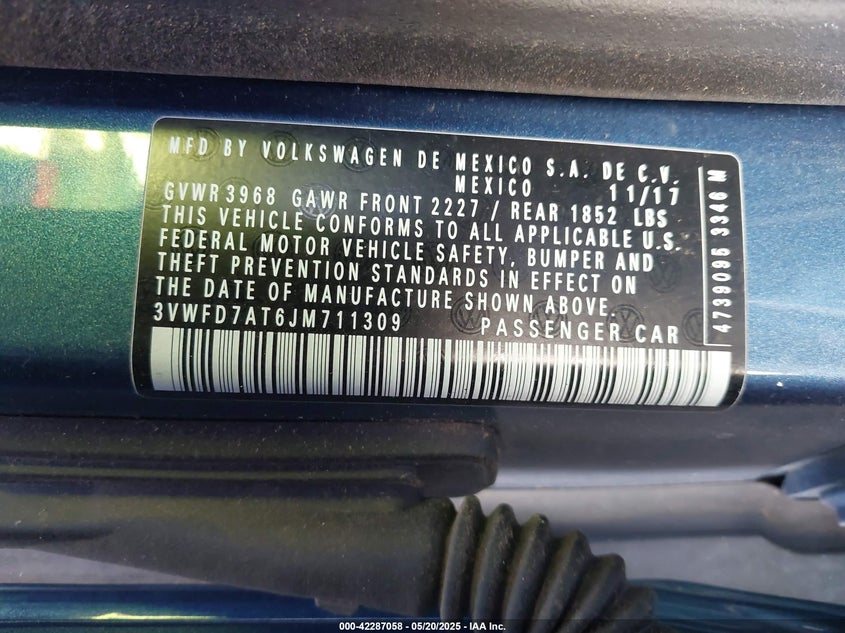 MFD BY VOLKSWAGEN DE MEXICO S.A. DE C.V.
MEXICO 11/17
GVWR 3968 GAWR FRONT 2227 / REAR 1852 LBS
THIS VEHICLE CONFORMS TO ALL APPLICABLE U.S.
FEDERAL MOTOR VEHICLE SAFETY, BUMPER AND
THEFT PREVENTION STANDARDS IN EFFECT ON
THE DATE OF MANUFACTURE SHOWN ABOVE.
3VWFD7AT6JM711309 PASSENGER CAR
4739095 3346 M
000-42287058 - 05/20/2025 - IAA Inc.